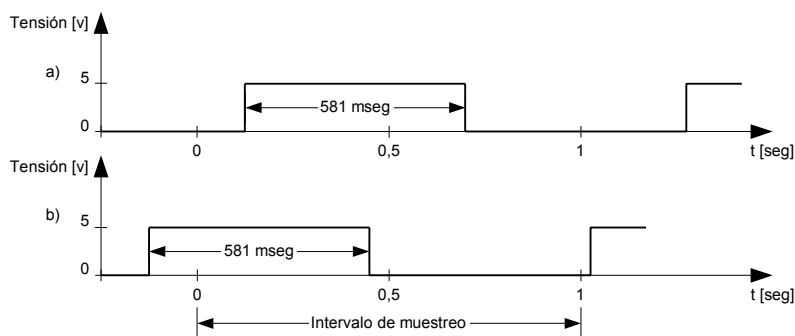 Tensión [v]
a)
5
581 mseg
0
0
0,5
1
t [seg]
Tensión [v]
b)
5
581 mseg
0
0
0,5
1
t [seg]
Intervalo de muestreo